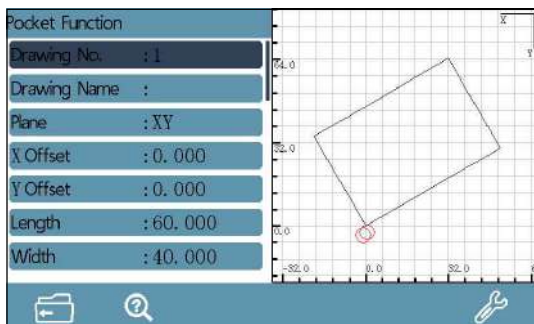 Pocket Function
Drawing No. :1
Drawing Name :
Plane :XY
X Offset :0.000
Y Offset :0.000
Length :60.000
Width :40.000
X
Y
64.0
32.0
0.0
-32.0 0.0 32.0 6